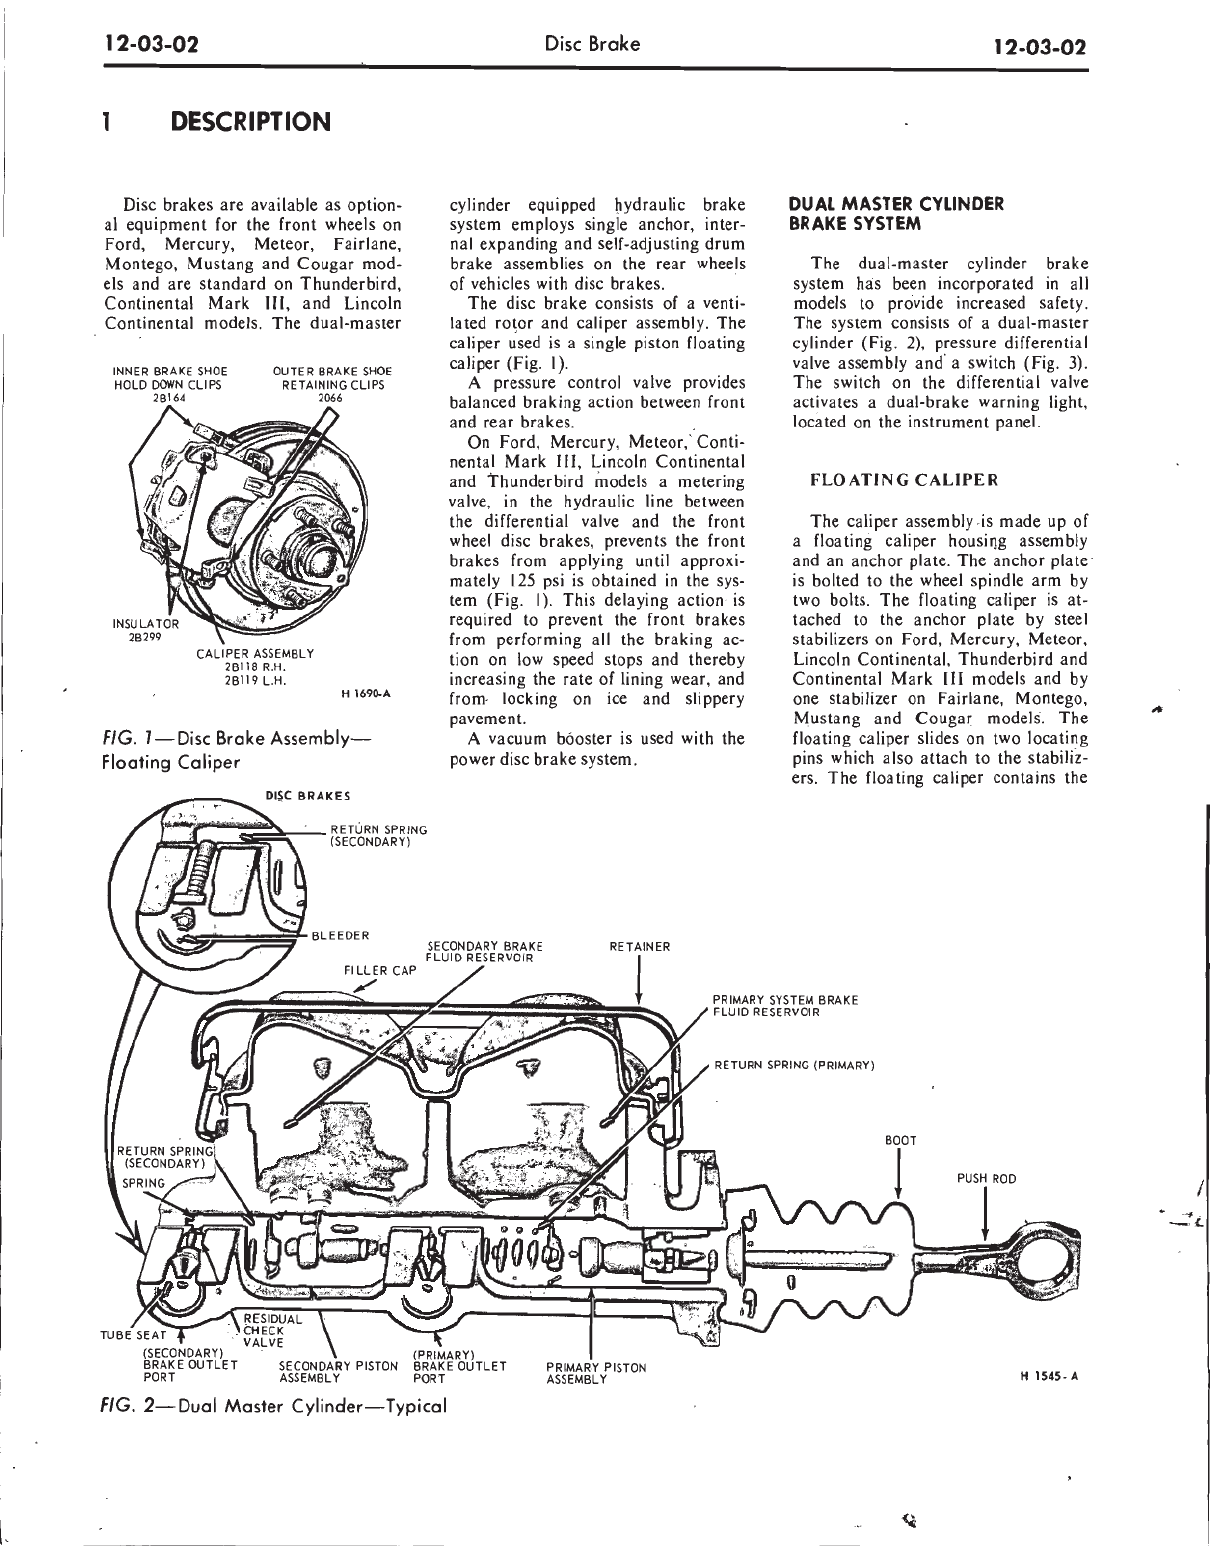 12-03-02 Disc Brake 12-03-02
1 DESCRIPTION
Disc brakes are available as option-
al equipment for the front wheels on
Ford, Mercury, Meteor, Fairlane,
Montego, Mustang and Cougar mod-
els and are standard on Thunderbird,
Continental Mark III, and Lincoln
Continental models. The dual-master
INNER BRAKE SHOE
HOLD DOWN CLIPS
2B164
OUTER BRAKE SHOE
RETAINING CLIPS
2066
INSULATOR
2B299
CALIPER ASSEMBLY
2B118 R.H.
2B119 L.H.
H 1690-A
FIG. 1—Disc Brake Assembly—
Floating Caliper
cylinder equipped hydraulic brake
system employs single anchor, inter-
nal expanding and self-adjusting drum
brake assemblies on the rear wheels
of vehicles with disc brakes.
The disc brake consists of a venti-
lated rotor and caliper assembly. The
caliper used is a single piston floating
caliper (Fig. 1).
A pressure control valve provides
balanced braking action between front
and rear brakes.
On Ford, Mercury, Meteor, Conti-
nental Mark III, Lincoln Continental
and Thunderbird models a metering
valve, in the hydraulic line between
the differential valve and the front
wheel disc brakes, prevents the front
brakes from applying until approxi-
mately 125 psi is obtained in the sys-
tem (Fig. 1). This delaying action is
required to prevent the front brakes
from performing all the braking ac-
tion on low speed stops and thereby
increasing the rate of lining wear, and
from locking on ice and slippery
pavement.
A vacuum booster is used with the
power disc brake system.
DUAL MASTER CYLINDER
BRAKE SYSTEM
The dual-master cylinder brake
system has been incorporated in all
models to provide increased safety.
The system consists of a dual-master
cylinder (Fig. 2), pressure differential
valve assembly and a switch (Fig. 3).
The switch on the differential valve
activates a dual-brake warning light,
located on the instrument panel.
FLOATING CALIPER
The caliper assembly is made up of
a floating caliper housing assembly
and an anchor plate. The anchor plate
is bolted to the wheel spindle arm by
two bolts. The floating caliper is at-
tached to the anchor plate by steel
stabilizers on Ford, Mercury, Meteor,
Lincoln Continental, Thunderbird and
Continental Mark III models and by
one stabilizer on Fairlane, Montego,
Mustang and Cougar models. The
floating caliper slides on two locating
pins which also attach to the stabiliz-
ers. The floating caliper contains the
DISC BRAKES
RETURN SPRING
(SECONDARY)
BLEEDER
FILLER CAP
SECONDARY BRAKE
FLUID RESERVOIR
RETAINER
PRIMARY SYSTEM BRAKE
FLUID RESERVOIR
RETURN SPRING (PRIMARY)
BOOT
PUSH ROD
RETURN SPRING
(SECONDARY)
SPRING
TUBE SEAT
(SECONDARY)
BRAKE OUTLET
PORT
RESIDUAL
CHECK
VALVE
SECONDARY PISTON
ASSEMBLY
(PRIMARY)
BRAKE OUTLET
PORT
PRIMARY PISTON
ASSEMBLY
H 1545-A
FIG. 2—Dual Master Cylinder—Typical